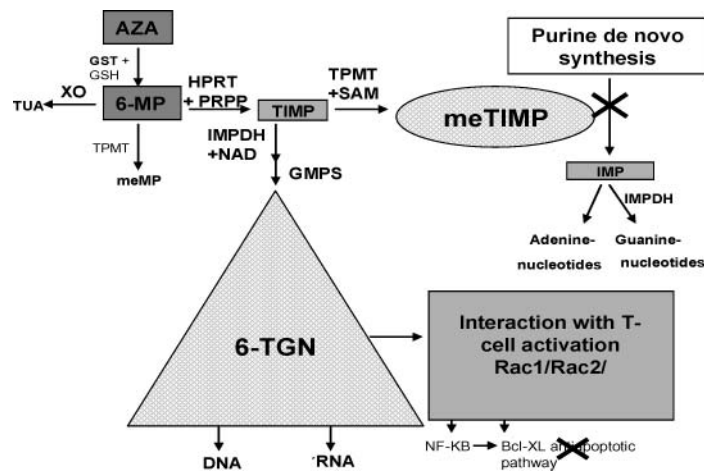 AZA
Purine de novo
synthesis
GST +
GSH
XO
HPRT
+ PRPP
TPMT
+SAM
TUA
6-MP
TIMP
meTIMP
TPMT
IMPDH
+NAD
meMP
GMPS
IMP
IMPDH
Adenine-
nucleotides
Guanine-
nucleotides
6-TGN
Interaction with T-
cell activation
Rac1/Rac2/
NF-KB
Bcl-XL antiapoptotic
pathway
DNA
RNA